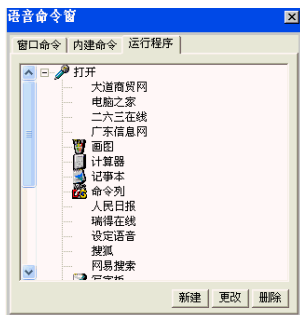 语音命令窗
窗口命令 内建命令 运行程序
打开
大道商贸网
电脑之家
二六三在线
广东信息网
画图
计算器
记事本
命令列
人民日报
瑞得在线
设定语音
搜狐
网易搜索
写字板
新建 更改 删除